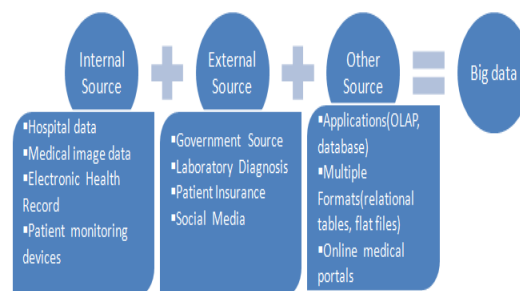 Internal
Source
+
External
Source
+
Other
Source
=
Big data
▪Hospital data
▪Medical image data
▪Electronic Health
Record
▪Patient monitoring
devices
▪Government Source
▪Laboratory Diagnosis
▪Patient Insurance
▪Social Media
▪Applications(OLAP,
database)
▪Multiple
Formats(relational
tables, flat files)
▪Online medical
portals